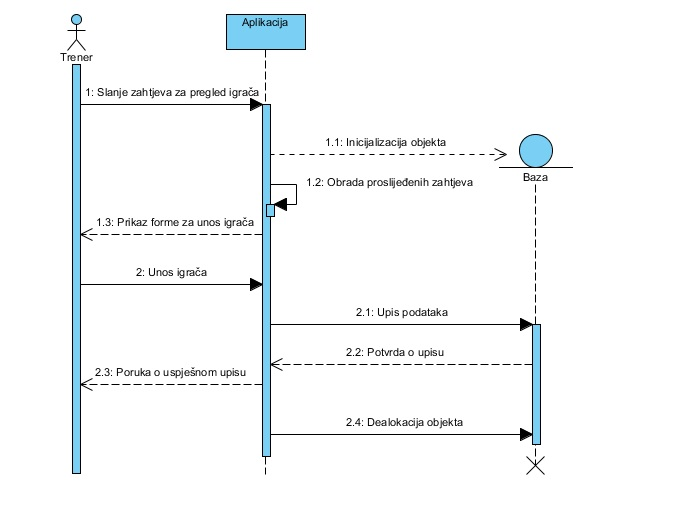 Aplikacija
Trener
1: Slanje zahtjeva za pregled igrača
1.1: Inicijalizacija objekta
Baza
1.2: Obrada proslijeđenih zahtjeva
1.3: Prikaz forme za unos igrača
2: Unos igrača
2.1: Upis podataka
2.2: Potvrda o upisu
2.3: Poruka o uspješnom upisu
2.4: Dealokacija objekta